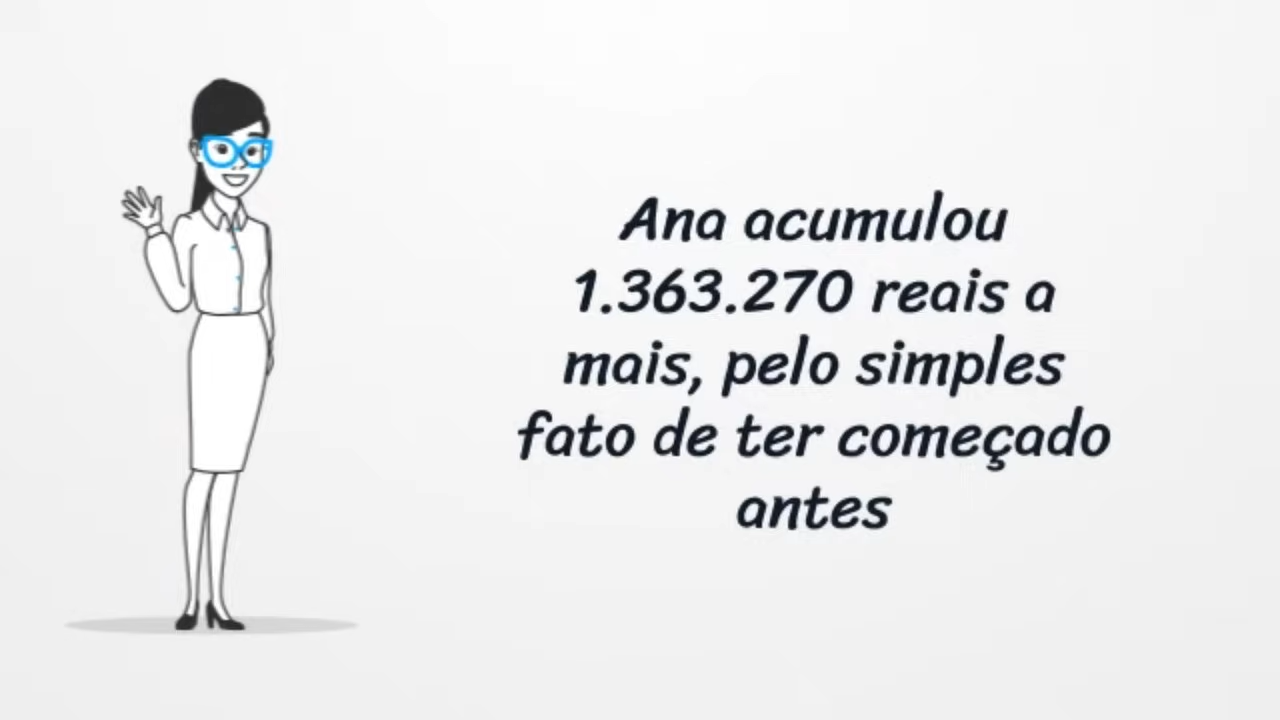 Ana acumulou
1.363.270 reais a
mais, pelo simples
fato de ter começado
antes